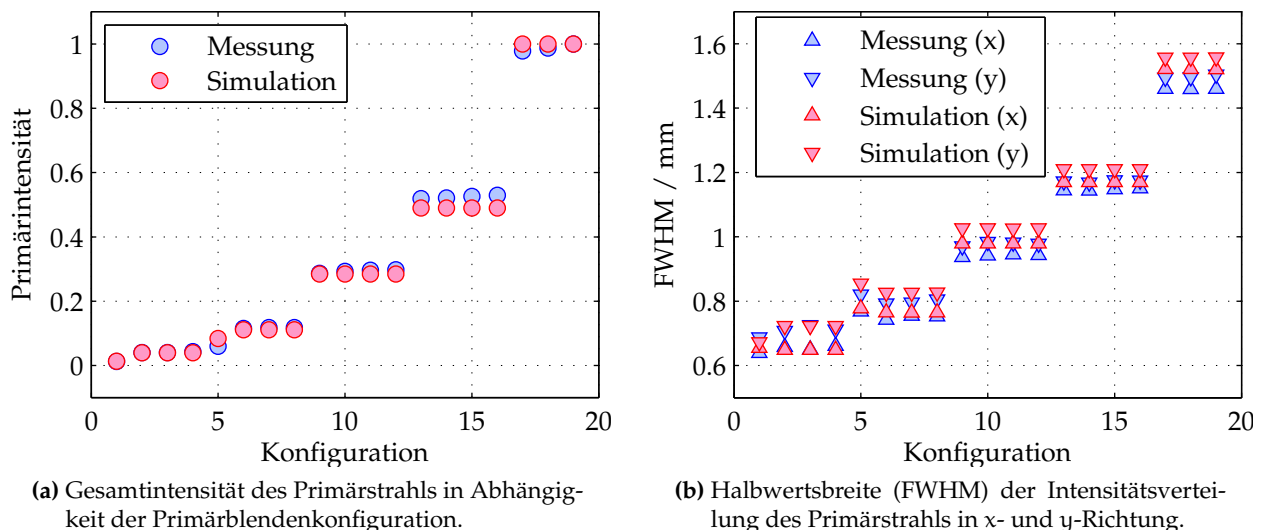 1
0.8
0.6
0.4
0.2
0
Primärintensität
Messung
Simulation
0 5 10 15 20
Konfiguration
(a) Gesamtintensität des Primärstrahls in Abhängig-
keit der Primärblendenkonfiguration.
1.6
1.4
1.2
1
0.8
0.6
FWHM / mm
Messung (x)
Messung (y)
Simulation (x)
Simulation (y)
0 5 10 15 20
Konfiguration
(b) Halbwertsbreite (FWHM) der Intensitätsvertei-
lung des Primärstrahls in x- und y-Richtung.